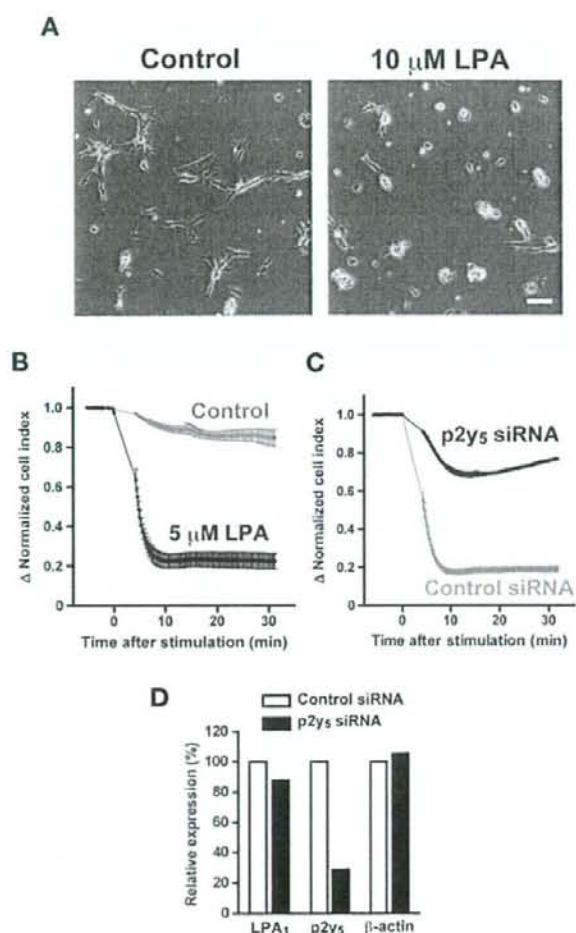 A
Control 10 μM LPA
B
Δ Normalized cell index
1.0
0.8
0.6
0.4
0.2
0
Control
5 μM LPA
0 10 20 30
Time after stimulation (min)
C
Δ Normalized cell index
1.0
0.8
0.6
0.4
0.2
0
p2y₅ siRNA
Control siRNA
0 10 20 30
Time after stimulation (min)
D
Control siRNA
p2y₅ siRNA
Relative expression (%)
120
100
80
60
40
20
0
LPA₁ p2y₅ β-actin